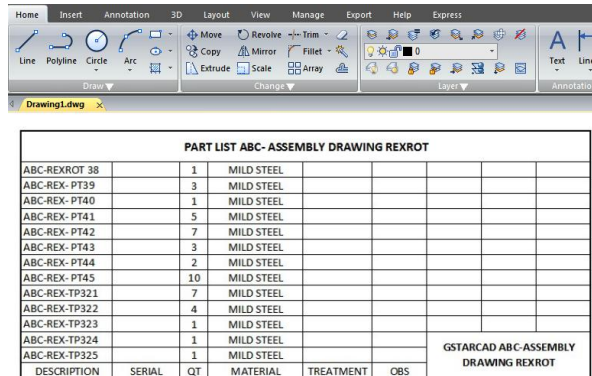 Home Insert Annotation 3D Layout View Manage Export Help Express
Move Revolve Trim
Copy Mirror Fillet 0
Line Polyline Circle Arc Extrude Scale Array Text
Draw Change Layer
Drawing1.dwg
PART LIST ABC- ASSEMBLY DRAWING REXROT
ABC-REXROT 38 1 MILD STEEL
ABC-REX- PT39 3 MILD STEEL
ABC-REX- PT40 1 MILD STEEL
ABC-REX- PT41 5 MILD STEEL
ABC-REX- PT42 7 MILD STEEL
ABC-REX- PT43 3 MILD STEEL
ABC-REX- PT44 2 MILD STEEL
ABC-REX- PT45 10 MILD STEEL
ABC-REX-TP321 7 MILD STEEL
ABC-REX-TP322 4 MILD STEEL
ABC-REX-TP323 1 MILD STEEL
ABC-REX-TP324 1 MILD STEEL
ABC-REX-TP325 1 MILD STEEL
GSTARCAD ABC-ASSEMBLY
DRAWING REXROT
DESCRIPTION SERIAL QT MATERIAL TREATMENT OBS